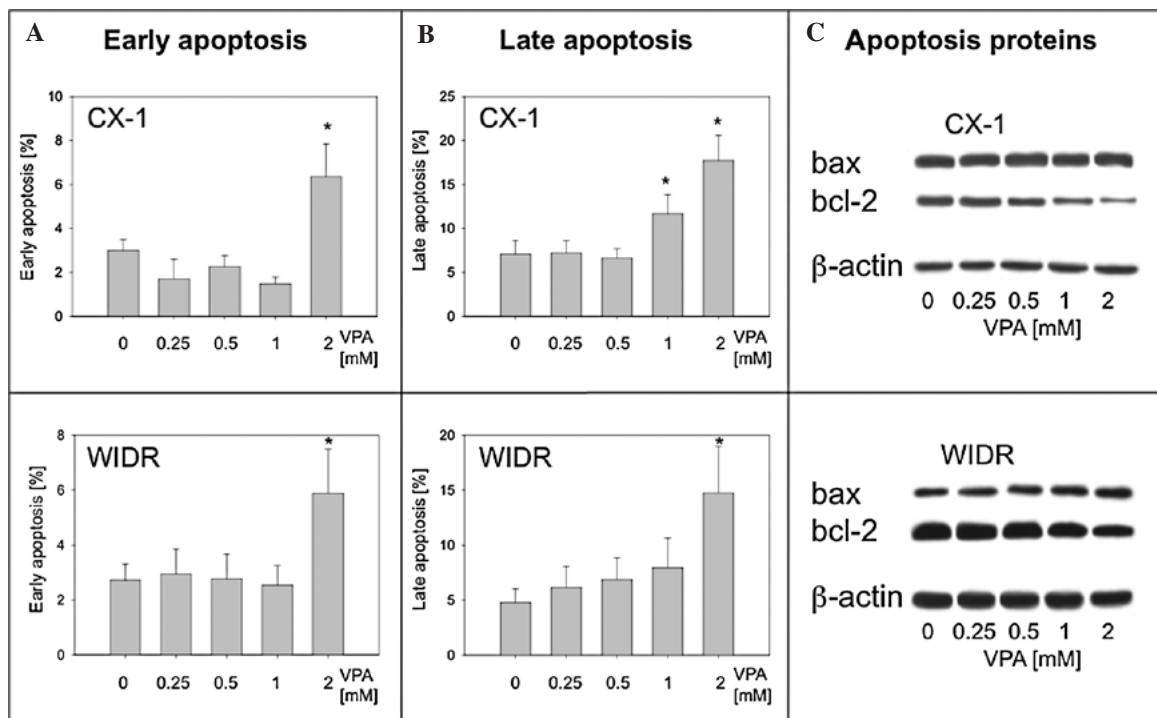 A Early apoptosis
CX-1
*
Early apoptosis [%]
10
8
6
4
2
0
0 0.25 0.5 1 2 VPA [mM]
B Late apoptosis
CX-1
* *
Late apoptosis [%]
25
20
15
10
5
0
0 0.25 0.5 1 2 VPA [mM]
C Apoptosis proteins
CX-1
bax
bcl-2
β-actin
0 0.25 0.5 1 2
VPA [mM]
WIDR
*
Early apoptosis [%]
8
6
4
2
0
0 0.25 0.5 1 2 VPA [mM]
WIDR
*
Late apoptosis [%]
20
15
10
5
0
0 0.25 0.5 1 2 VPA [mM]
WIDR
bax
bcl-2
β-actin
0 0.25 0.5 1 2
VPA [mM]